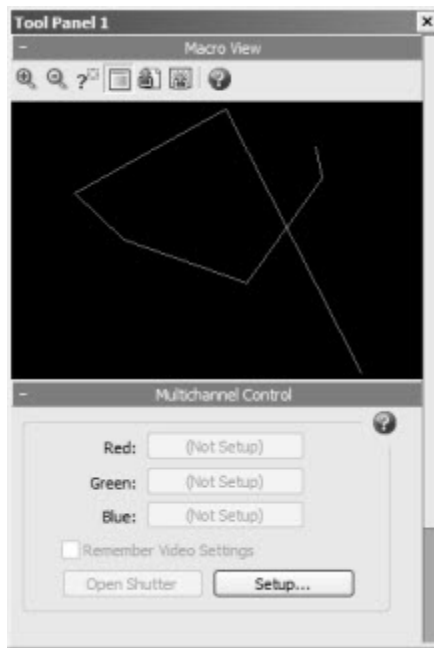 Tool Panel 1
Macro View
Multichannel Control
Red: (Not Setup)
Green: (Not Setup)
Blue: (Not Setup)
Remember Video Settings
Open Shutter Setup...